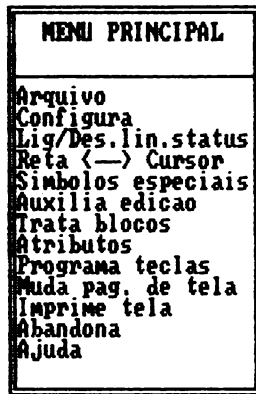 MENU PRINCIPAL
Arquivo
Configura
Lig/Des.lin.status
Reta <—> Cursor
Simbolos especiais
Auxilia edicao
Trata blocos
Atributos
Programa teclas
Muda pag. de tela
Imprime tela
Abandona
Ajuda